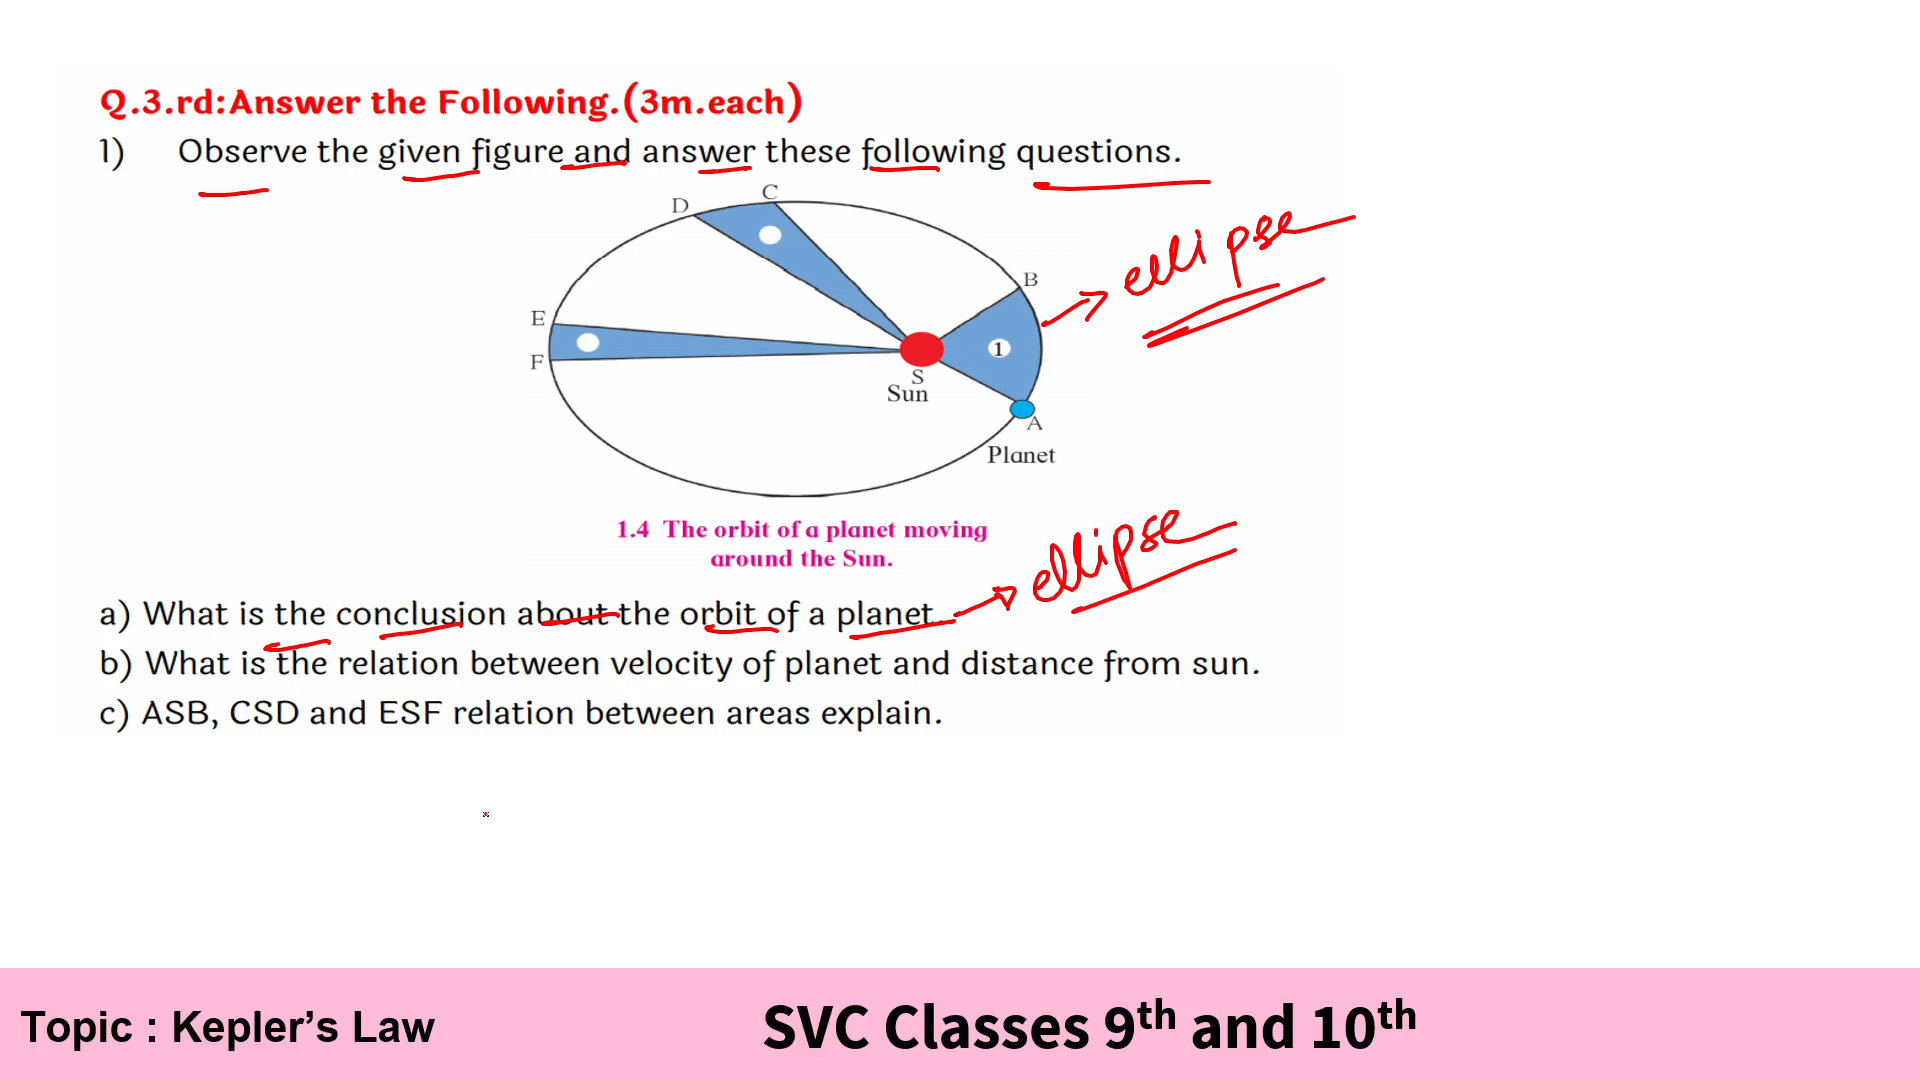 Q.3.rd:Answer the Following.(3m.each)
1) Observe the given figure and answer these following questions.
C
D
B
ellipse
E
1
F
S
Sun
A
Planet
1.4 The orbit of a planet moving
around the Sun.
ellipse
a) What is the conclusion about the orbit of a planet.
b) What is the relation between velocity of planet and distance from sun.
c) ASB, CSD and ESF relation between areas explain.
Topic : Kepler’s Law
SVC Classes 9th and 10th